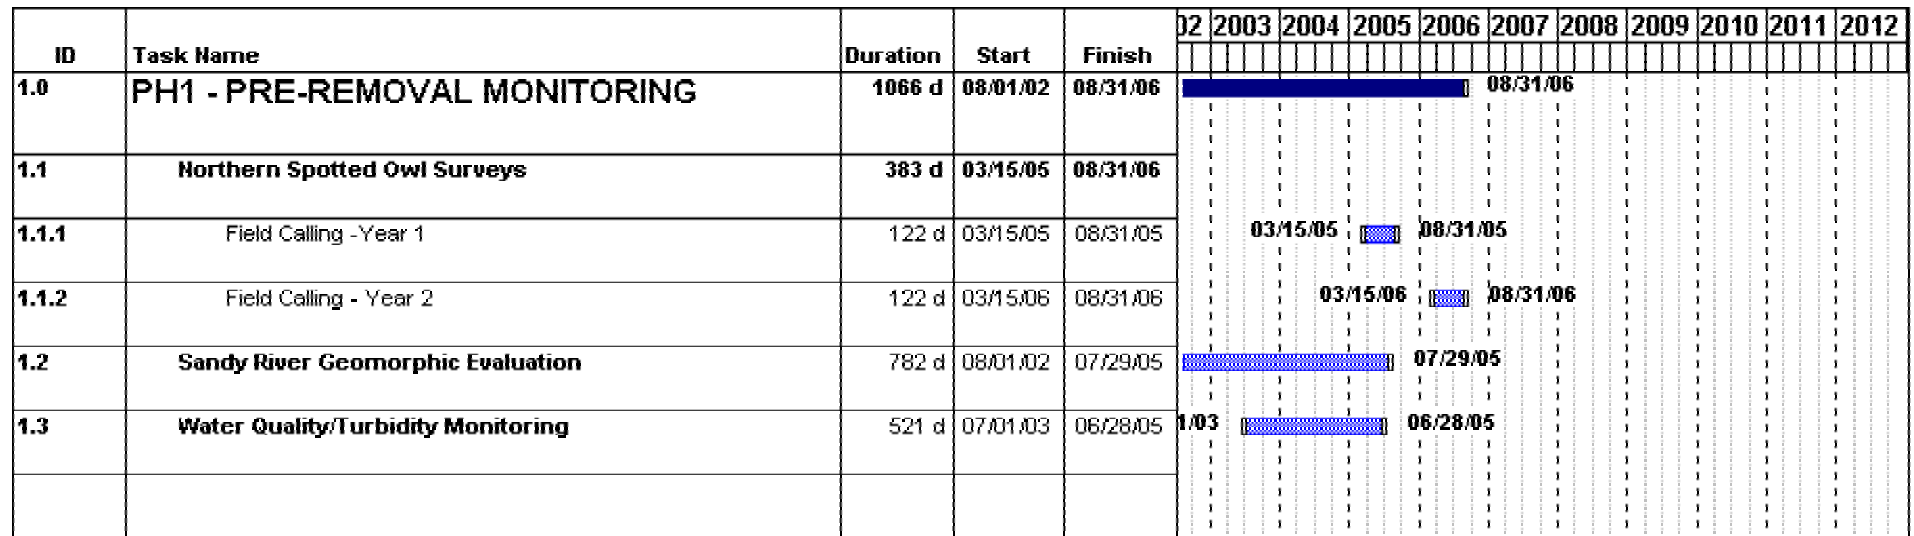 02 2003 2004 2005 2006 2007 2008 2009 2010 2011 2012
ID Task Name Duration Start Finish
1.0 PH1 - PRE-REMOVAL MONITORING 1066 d 08/01/02 08/31/06 08/31/06
1.1 Northern Spotted Owl Surveys 383 d 03/15/05 08/31/06
1.1.1 Field Calling -Year 1 122 d 03/15/05 08/31/05 03/15/05 08/31/05
1.1.2 Field Calling - Year 2 122 d 03/15/06 08/31/06 03/15/06 08/31/06
1.2 Sandy River Geomorphic Evaluation 782 d 08/01/02 07/29/05 07/29/05
1.3 Water Quality/Turbidity Monitoring 521 d 07/01/03 06/28/05 1/03 06/28/05